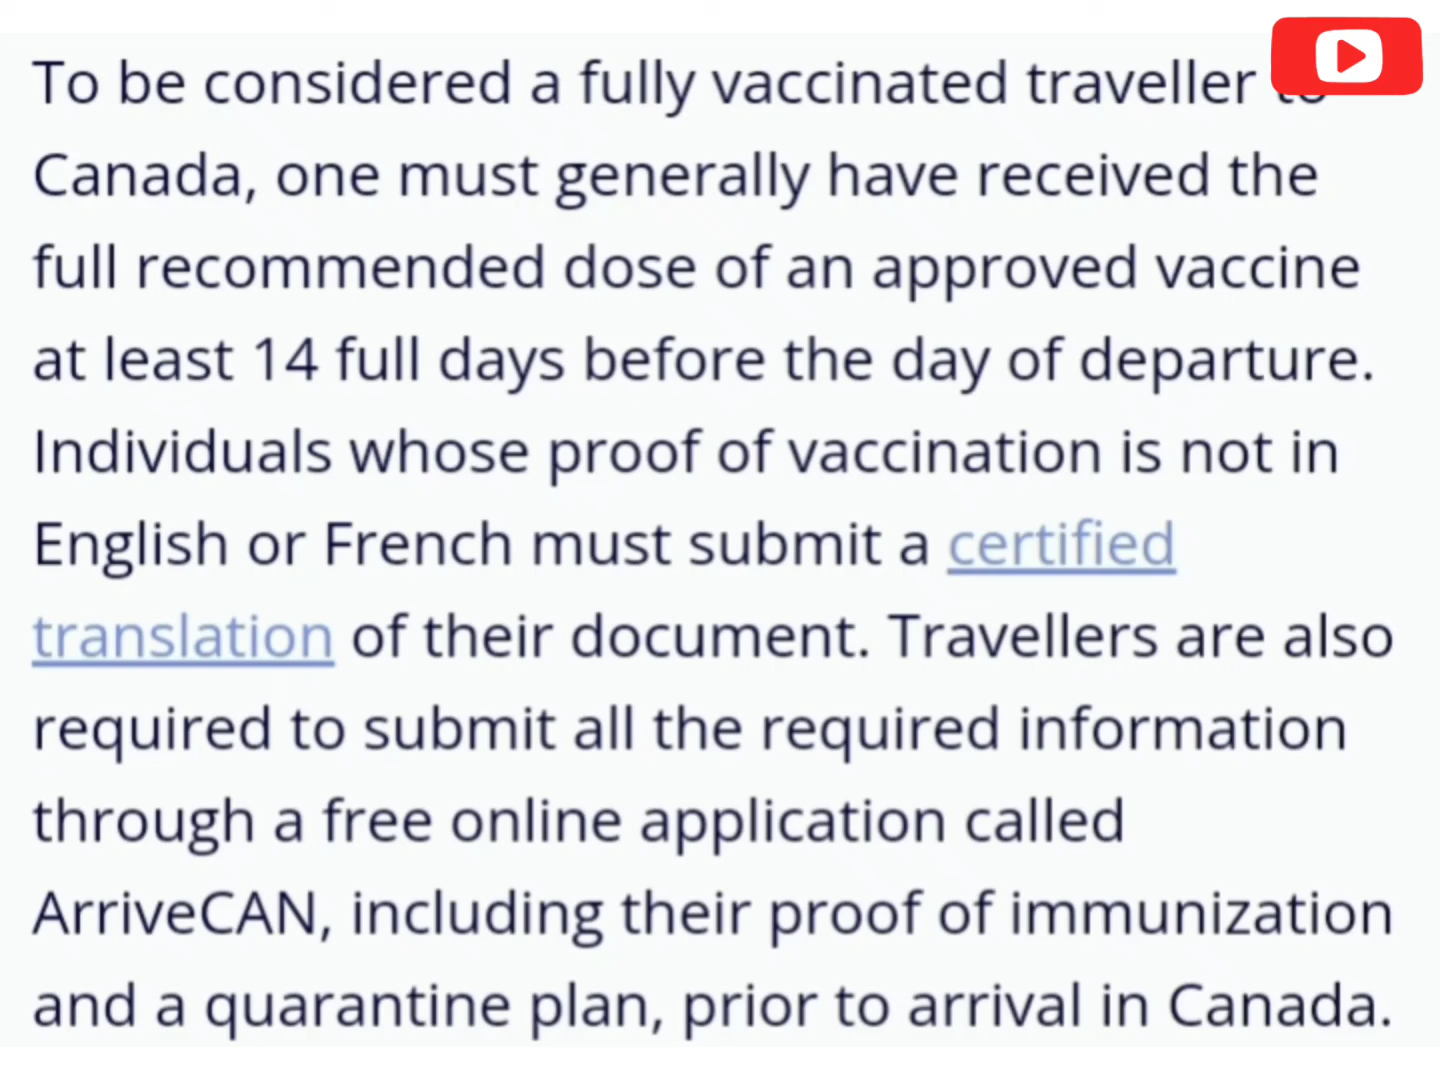 To be considered a fully vaccinated traveller to
Canada, one must generally have received the
full recommended dose of an approved vaccine
at least 14 full days before the day of departure.
Individuals whose proof of vaccination is not in
English or French must submit a certified
translation of their document. Travellers are also
required to submit all the required information
through a free online application called
ArriveCAN, including their proof of immunization
and a quarantine plan, prior to arrival in Canada.